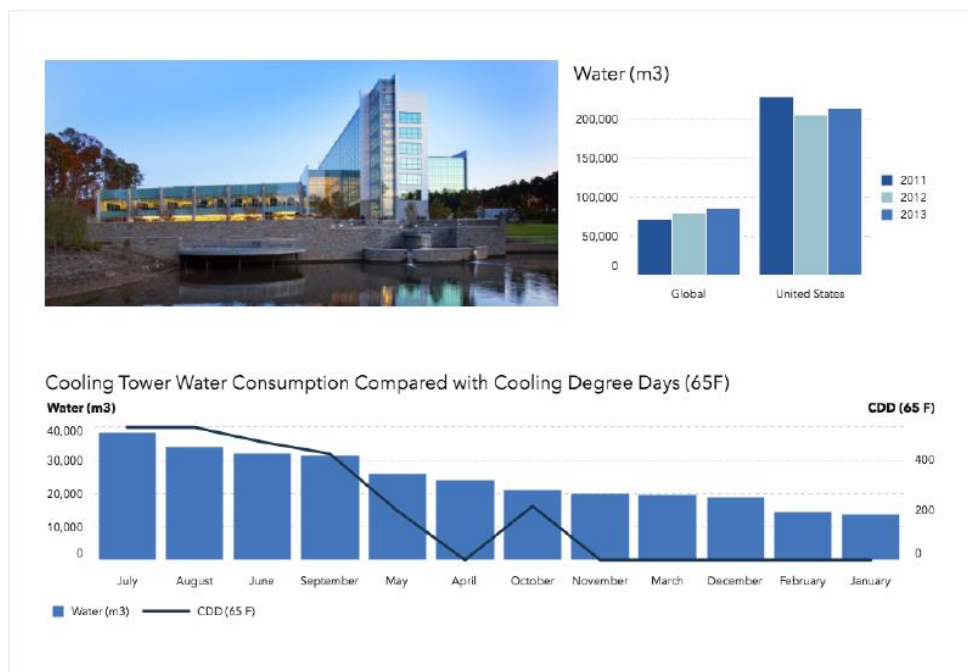 Water (m3)
200,000
150,000
100,000
50,000
0
Global
United States
2011
2012
2013
Cooling Tower Water Consumption Compared with Cooling Degree Days (65F)
Water (m3)
CDD (65 F)
40,000
30,000
20,000
10,000
0
400
200
0
July August June September May April October November March December February January
Water (m3) CDD (65 F)